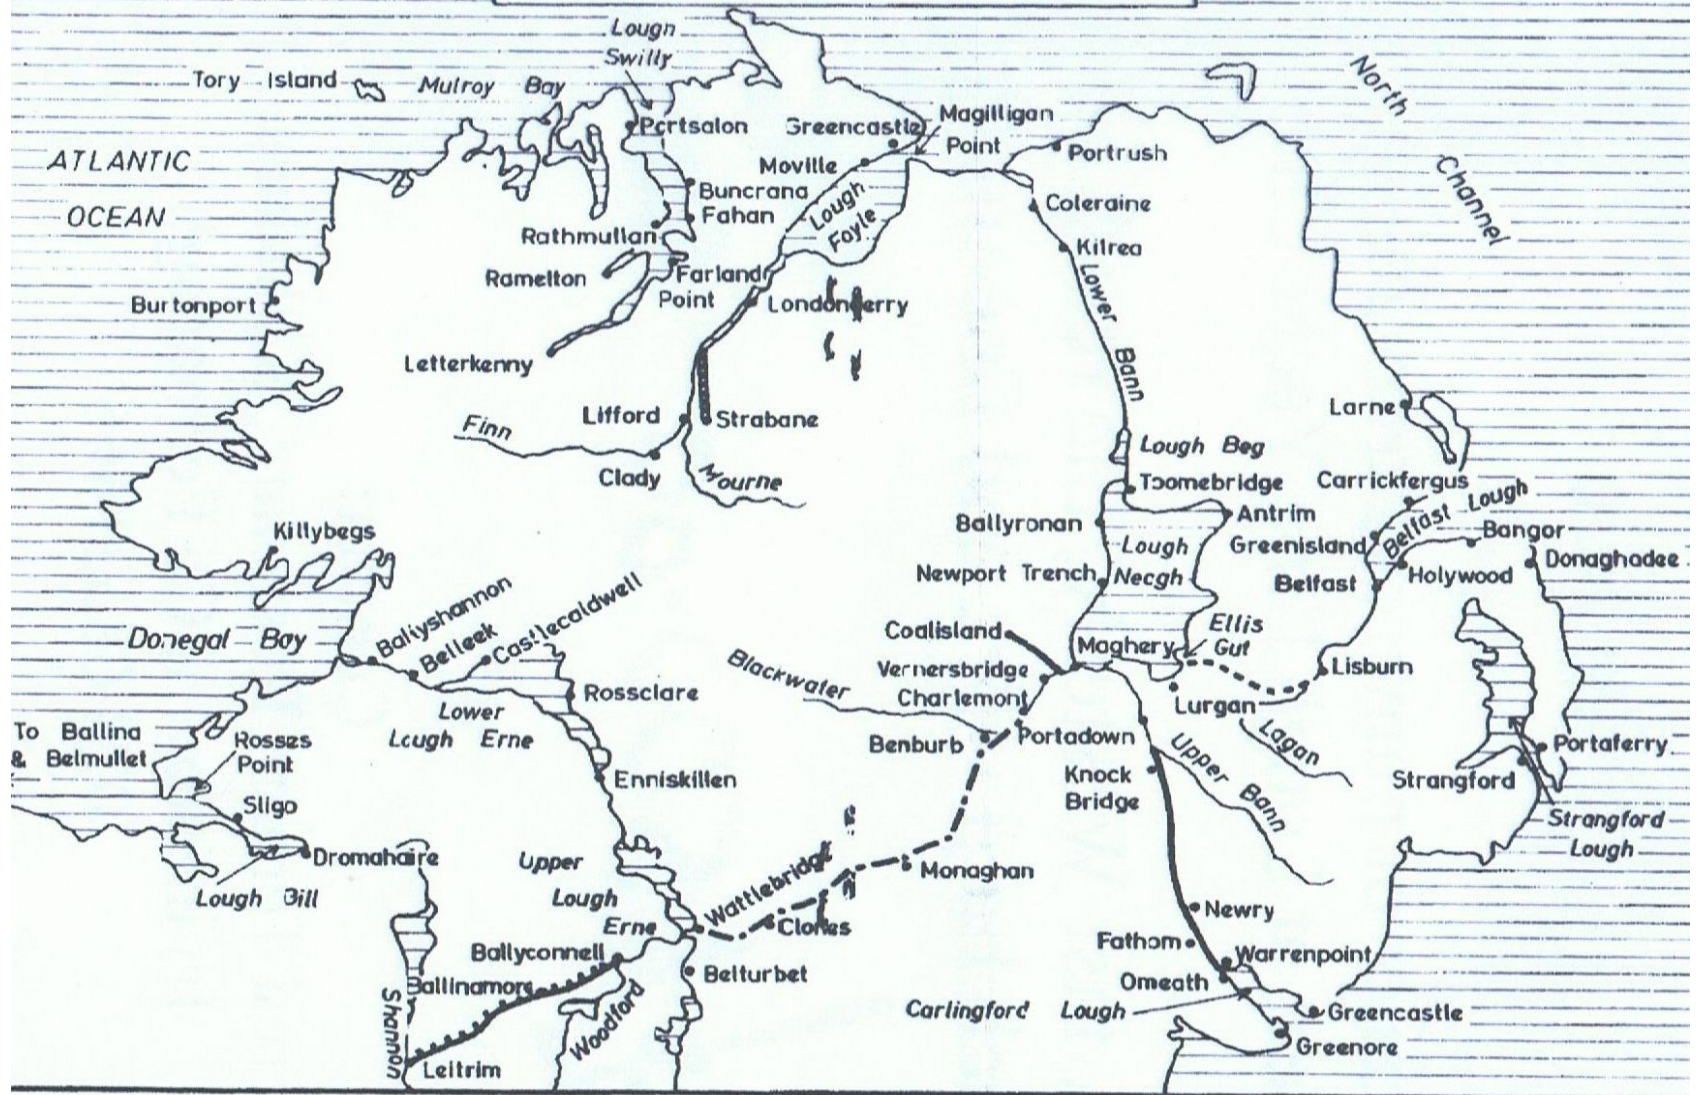 Lough
Swilly
Tory Island
Mulroy Bay
North
Channel
Portsalon
Greencastle
Magilligan
Point
ATLANTIC
OCEAN
Moville
Portrush
Buncrana
Fahan
Lough
Foyle
Coleraine
Rathmullan
Kilrea
Ramelton
Farland
Point
Burtonport
Londonderry
Lower Bann
Letterkenny
Lifford
Strabane
Larne
Finn
Clady
Mourne
Lough Beg
Toomebridge
Carrickfergus
Belfast Lough
Antrim
Killybegs
Ballyronan
Greenisland
Bangor
Donaghadee
Lough
Neagh
Newport Trench
Belfast
Holywood
Ballyshannon
Belleek
Castlecaldwell
Donegal Bay
Coalisland
Maghery
Ellis
Gut
Blackwater
Vernersbridge
Lisburn
Rossclare
Charlemont
Lurgan
Lower
Lough Erne
To Ballina
& Belmullet
Rosses
Point
Benburb
Portadown
Lagan
Portaferry
Enniskillen
Knock
Bridge
Upper Bann
Strangford
Sligo
Strangford
Lough
Dromahaire
Upper
Lough
Erne
Wattlebridge
Monaghan
Lough Gill
Clones
Newry
Ballyconnell
Fathom
Warrenpoint
Belturbet
Ballinamore
Omeath
Shannon
Woodford
Carlingford Lough
Greencastle
Greenore
Leitrim